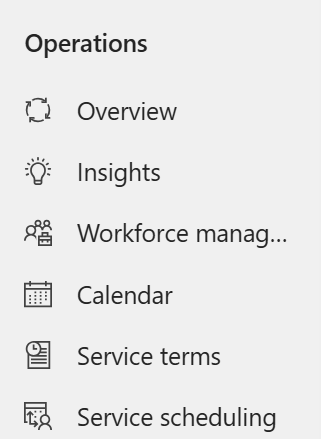 Operations
Overview
Insights
Workforce manag...
Calendar
Service terms
Service scheduling